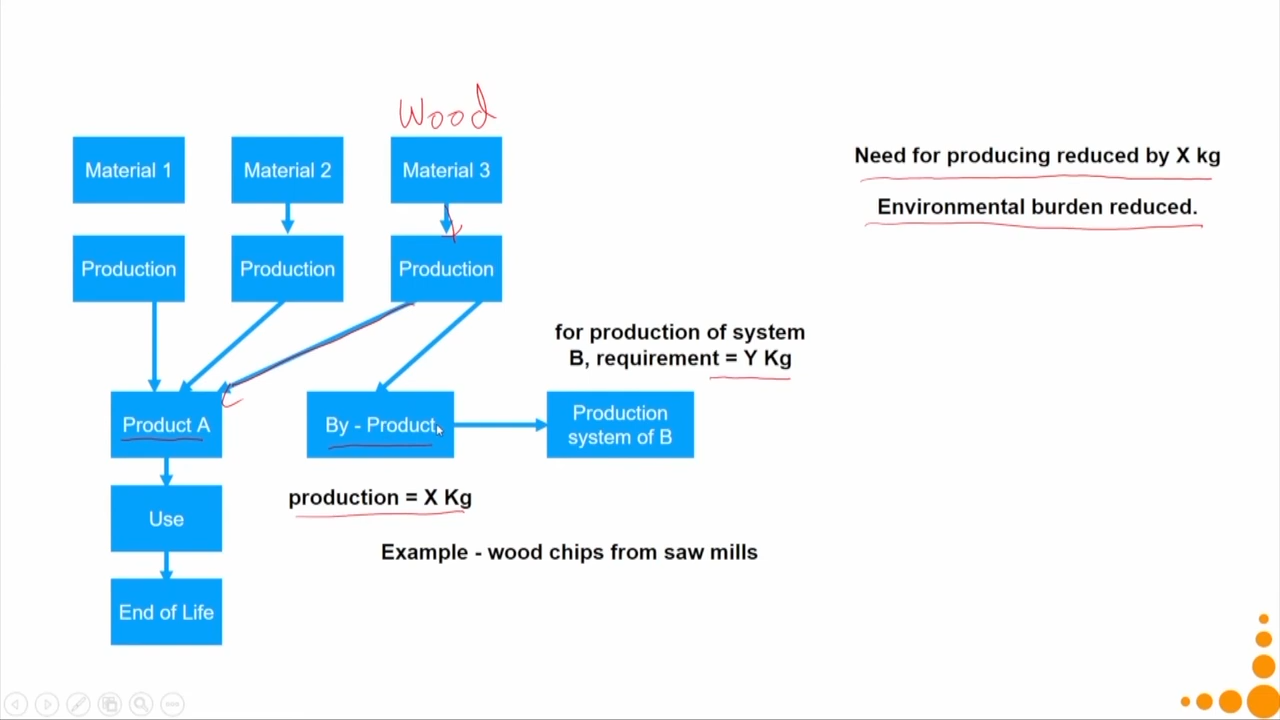 Wood
Material 1
Material 2
Material 3
Need for producing reduced by X kg
Environmental burden reduced.
Production
Production
Production
for production of system
B, requirement = Y Kg
Product A
By - Product
Production
system of B
production = X Kg
Use
Example - wood chips from saw mills
End of Life